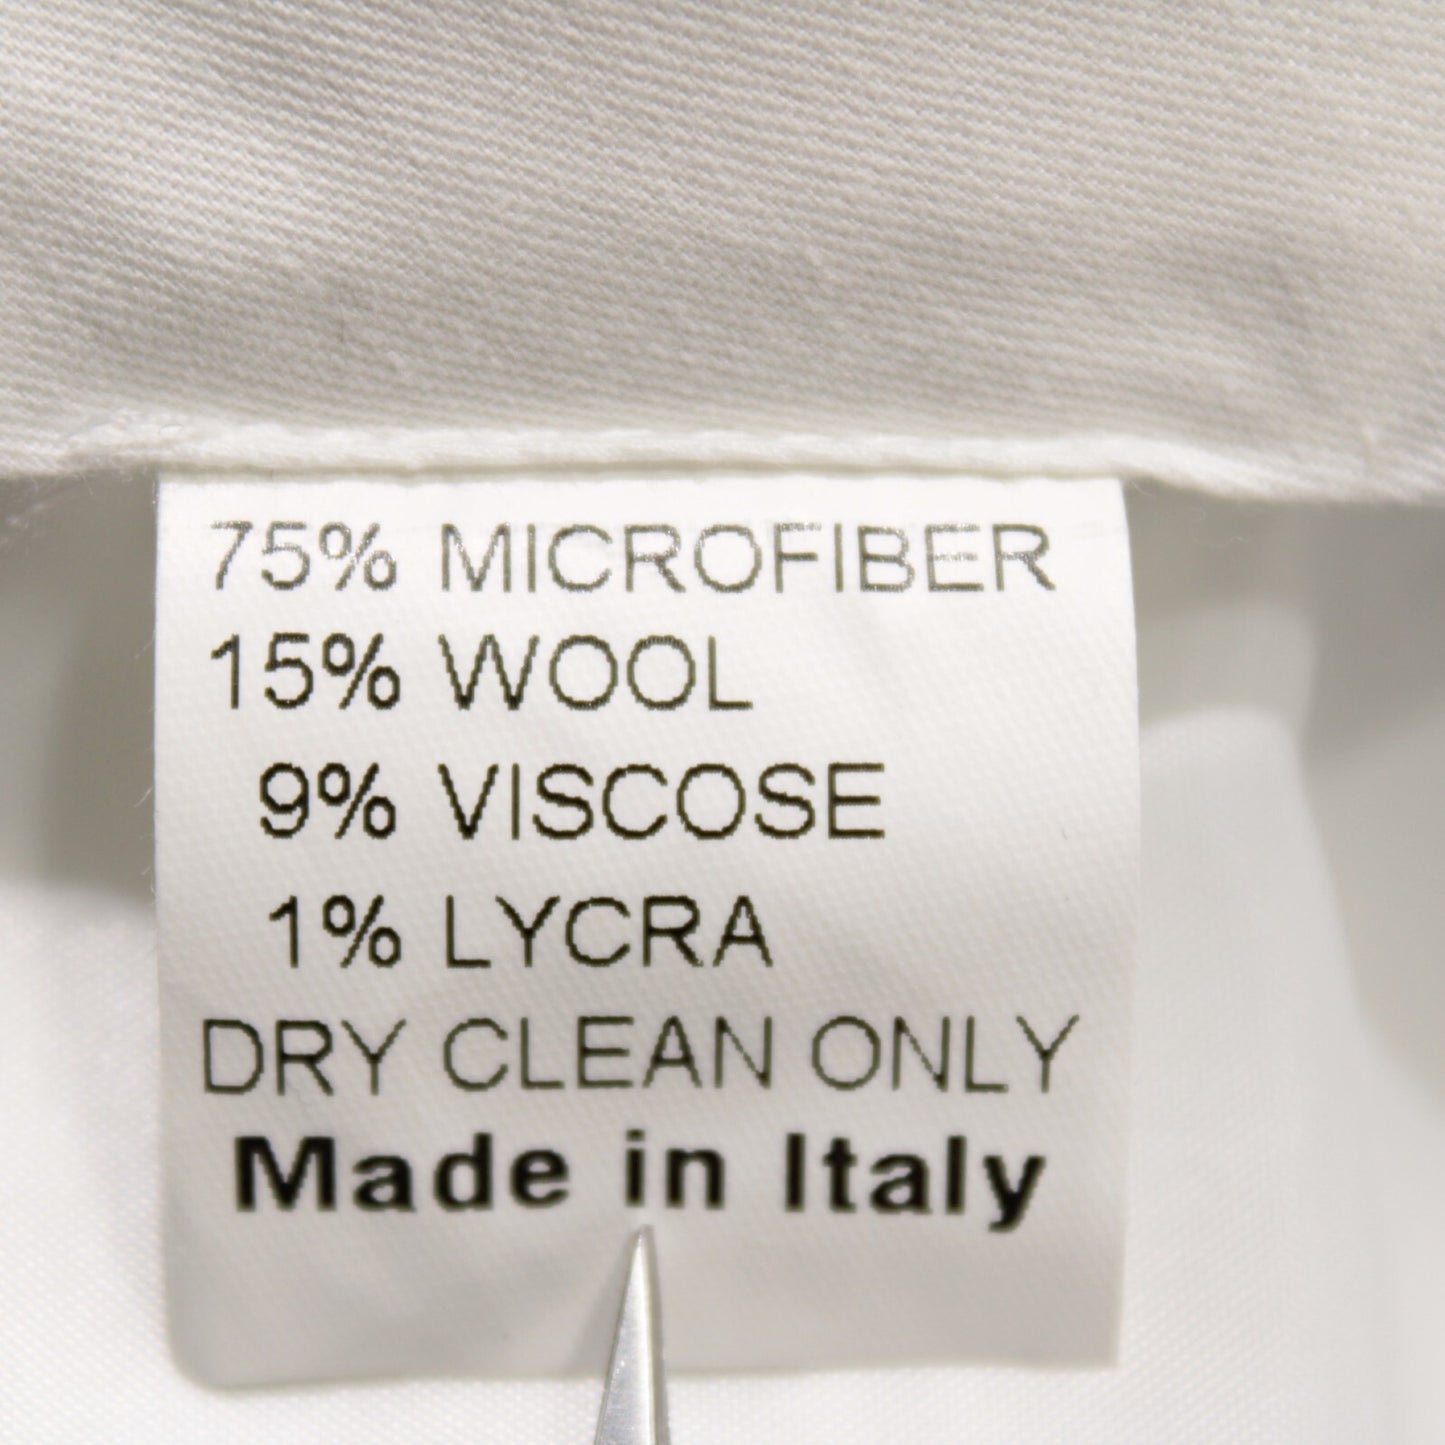 75% MICROFIBER
15% WOOL
9% VISCOSE
1% LYCRA
DRY CLEAN ONLY
Made in Italy